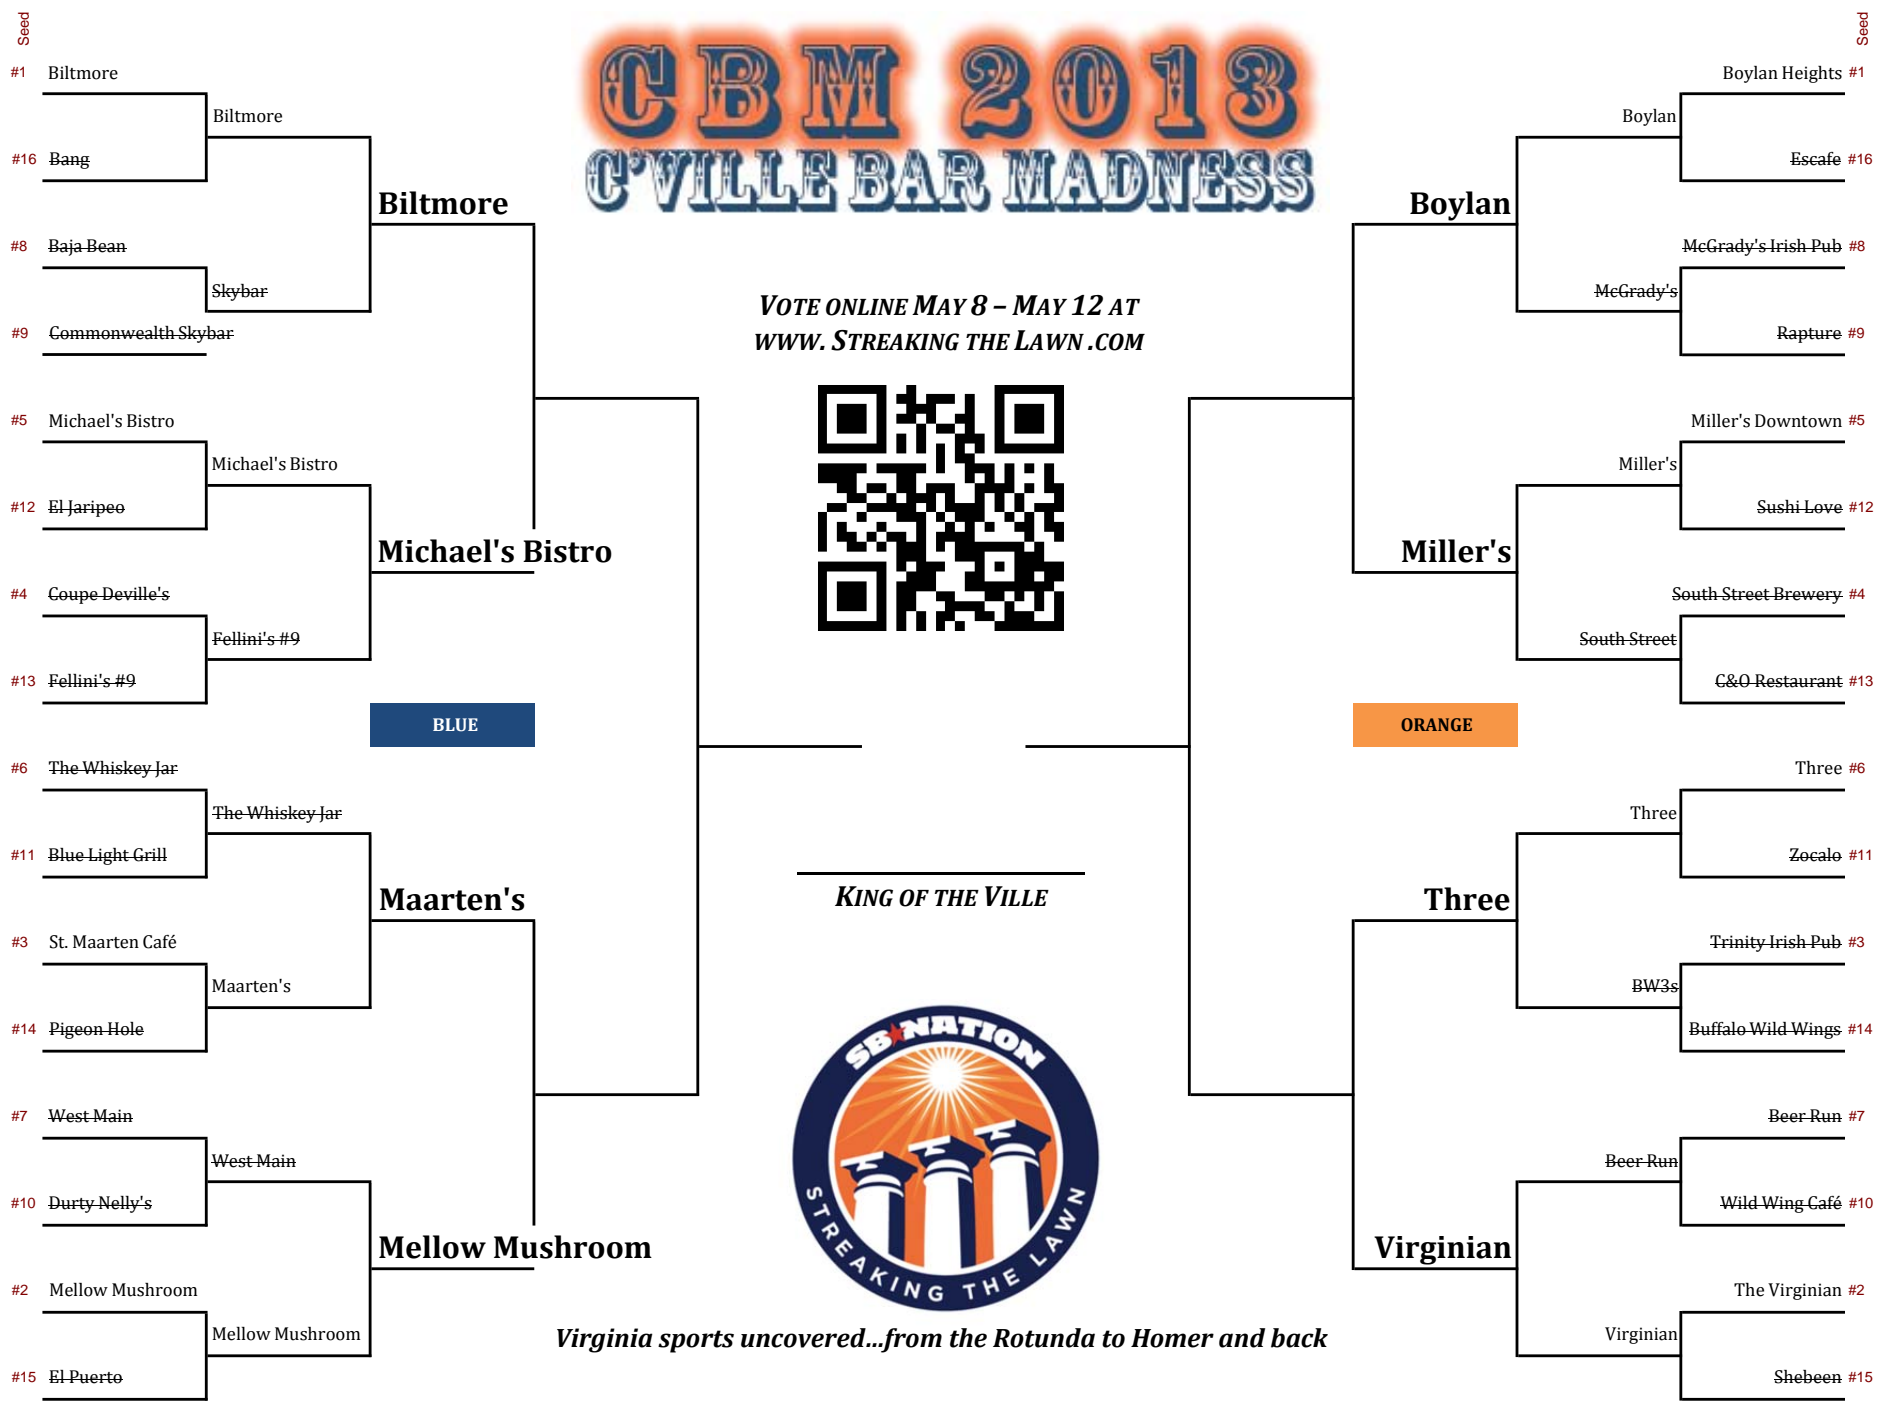 CBM 2013
C'VILLE BAR MADNESS
VOTE ONLINE MAY 8 – MAY 12 AT
WWW. STREAKING THE LAWN .COM
Seed
#1 Biltmore
#16 Bang
#8 Baja Bean
#9 Commonwealth Skybar
#5 Michael's Bistro
#12 El Jaripeo
#4 Coupe Deville's
#13 Fellini's #9
#6 The Whiskey Jar
#11 Blue Light Grill
#3 St. Maarten Café
#14 Pigeon Hole
#7 West Main
#10 Durty Nelly's
#2 Mellow Mushroom
#15 El Puerto
Biltmore
Skybar
Michael's Bistro
Fellini's #9
The Whiskey Jar
Maarten's
West Main
Mellow Mushroom
Biltmore
Michael's Bistro
BLUE
Maarten's
Mellow Mushroom
KING OF THE VILLE
SB NATION
STREAKING THE LAWN
Virginia sports uncovered...from the Rotunda to Homer and back
Boylan
Miller's
ORANGE
Three
Virginian
Boylan
McGrady's
Miller's
South Street
Three
BW3s
Beer Run
Virginian
Seed
Boylan Heights #1
Escafe #16
McGrady's Irish Pub #8
Rapture #9
Miller's Downtown #5
Sushi Love #12
South Street Brewery #4
C&O Restaurant #13
Three #6
Zocalo #11
Trinity Irish Pub #3
Buffalo Wild Wings #14
Beer Run #7
Wild Wing Café #10
The Virginian #2
Shebeen #15